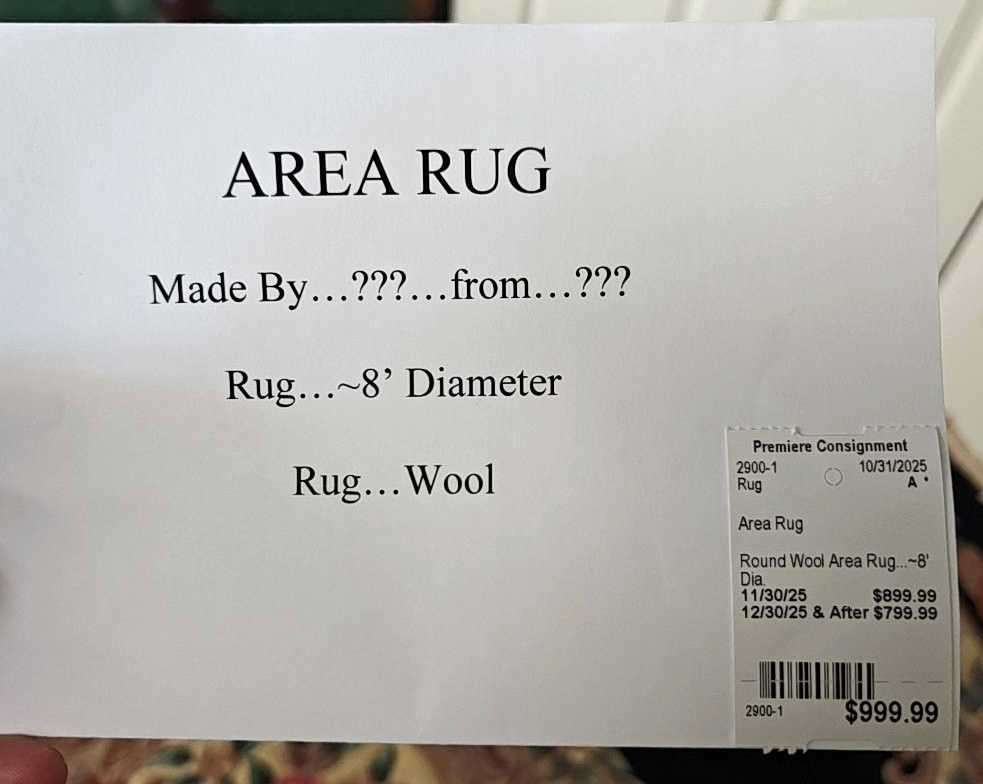 AREA RUG
Made By...???...from...???
Rug...~8’ Diameter
Rug...Wool
Premiere Consignment
2900-1 10/31/2025
Rug A *
Area Rug
Round Wool Area Rug...~8'
Dia.
11/30/25 $899.99
12/30/25 & After $799.99
2900-1 $999.99